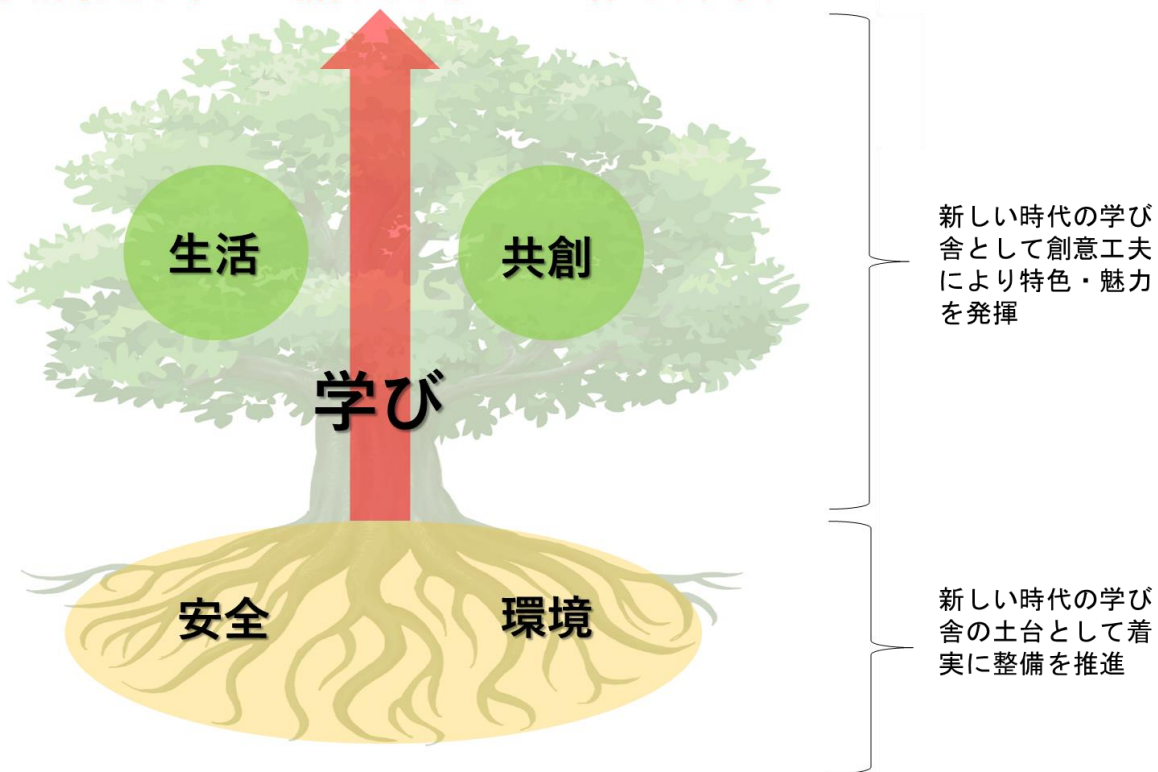 生活
共創
学び
新しい時代の学び
舎として創意工夫
により特色・魅力
を発揮
安全
環境
新しい時代の学び
舎の土台として着
実に整備を推進